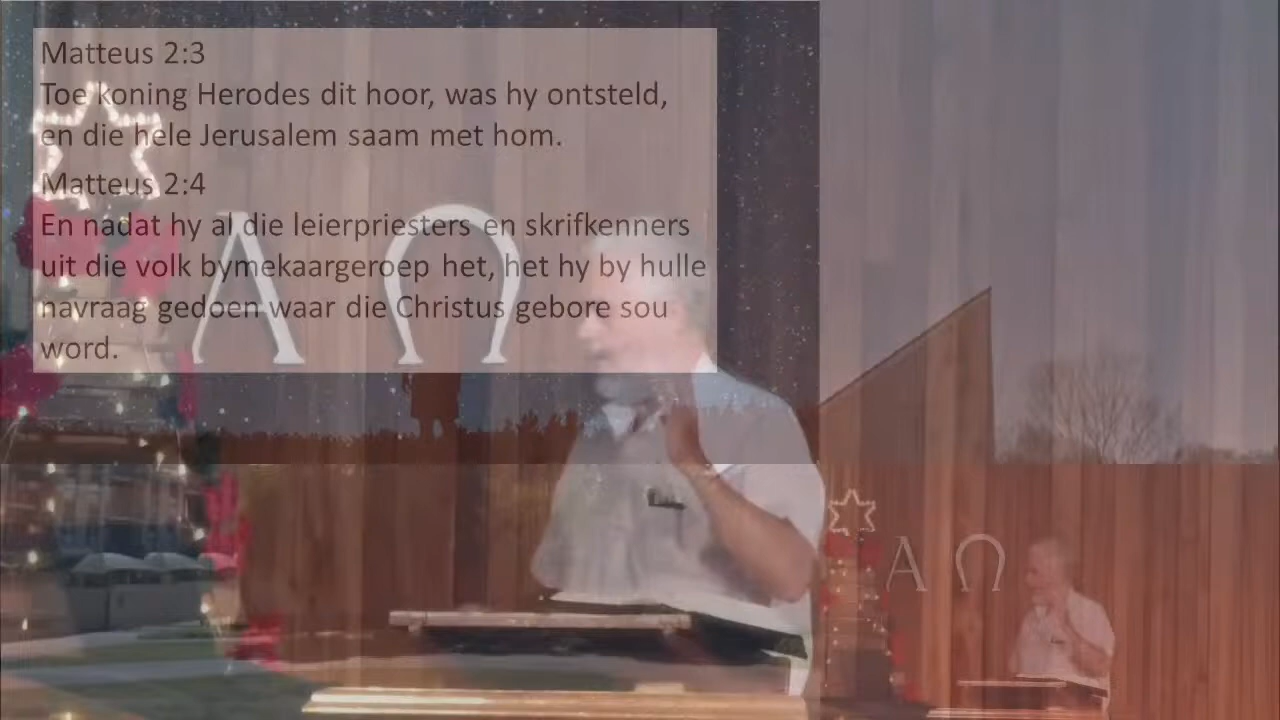 Matteus 2:3
Toe koning Herodes dit hoor, was hy ontsteld,
en die hele Jerusalem saam met hom.
Matteus 2:4
En nadat hy al die leierpriesters en skrifkenners
uit die volk bymekaargeroep het, het hy by hulle
navraag gedoen waar die Christus gebore sou
word.
Α Ω
Α Ω